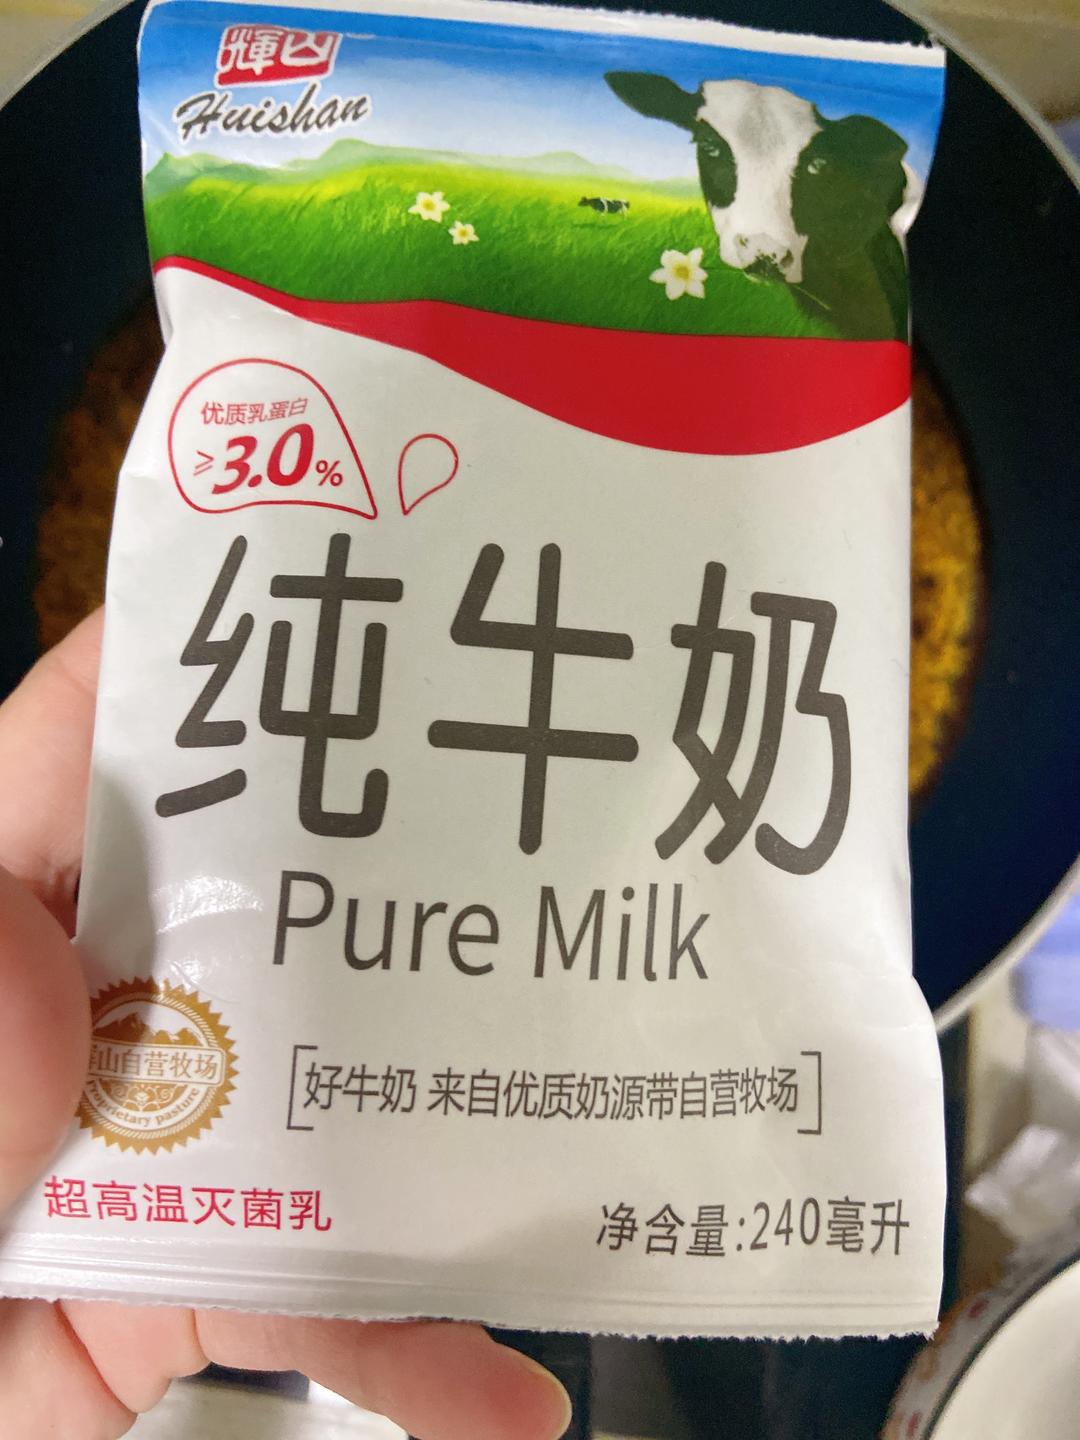 輝山
Huishan
优质乳蛋白
≥3.0%
纯牛奶
Pure Milk
山自营牧场
roprietary pasture
好牛奶 来自优质奶源带自营牧场
超高温灭菌乳
净含量:240毫升